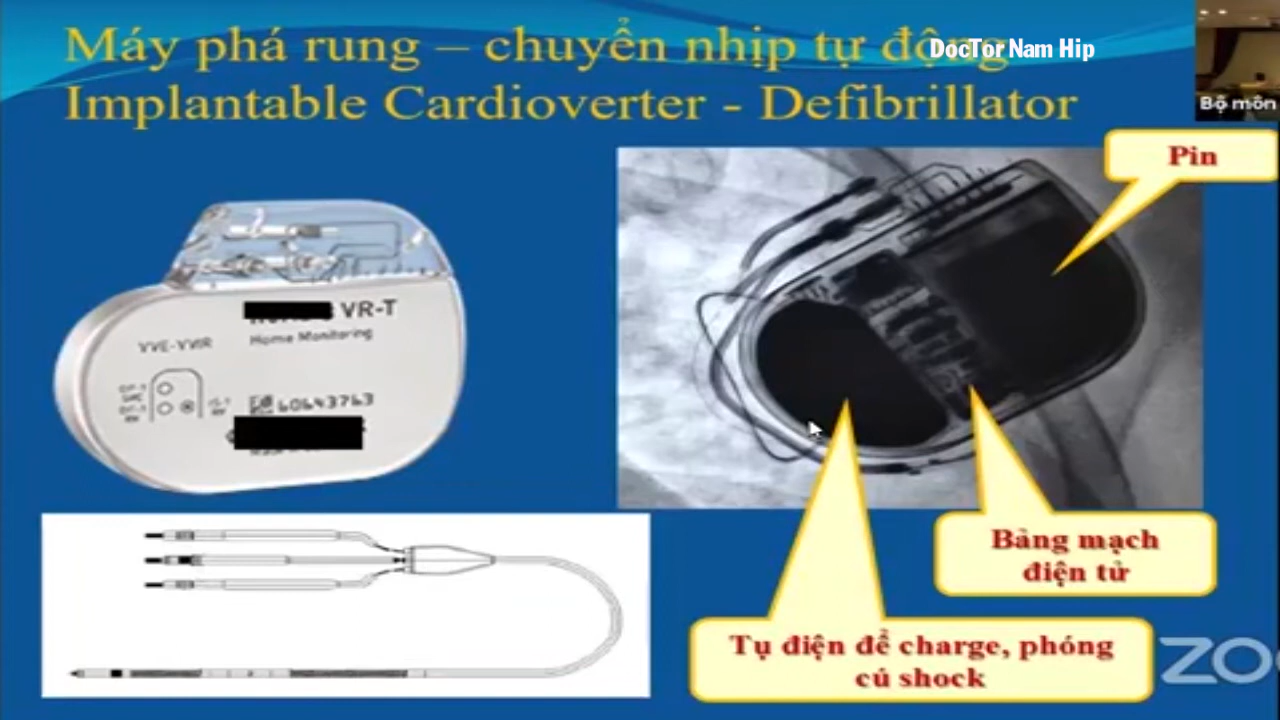 Máy phá rung – chuyển nhịp tự động
DocTor Nam Hip
Implantable Cardioverter - Defibrillator
Bộ môn
Pin
VR-T
Home Monitoring
VVE-VVIR
60643763
Bảng mạch
điện tử
Tụ điện để charge, phóng
cú shock